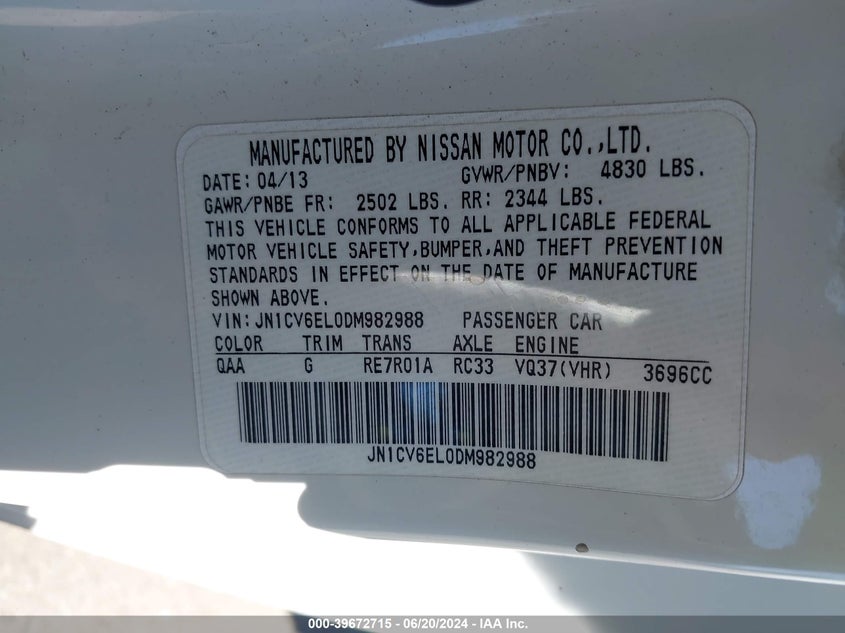 MANUFACTURED BY NISSAN MOTOR CO.,LTD.
DATE: 04/13 GVWR/PNBV: 4830 LBS.
GAWR/PNBE FR: 2502 LBS. RR: 2344 LBS.
THIS VEHICLE CONFORMS TO ALL APPLICABLE FEDERAL
MOTOR VEHICLE SAFETY,BUMPER,AND THEFT PREVENTION
STANDARDS IN EFFECT ON THE DATE OF MANUFACTURE
SHOWN ABOVE.
VIN: JN1CV6EL0DM982988 PASSENGER CAR
COLOR TRIM TRANS AXLE ENGINE
QAA G RE7R01A RC33 VQ37(VHR) 3696CC
JN1CV6EL0DM982988
000-39672715 - 06/20/2024 - IAA Inc.